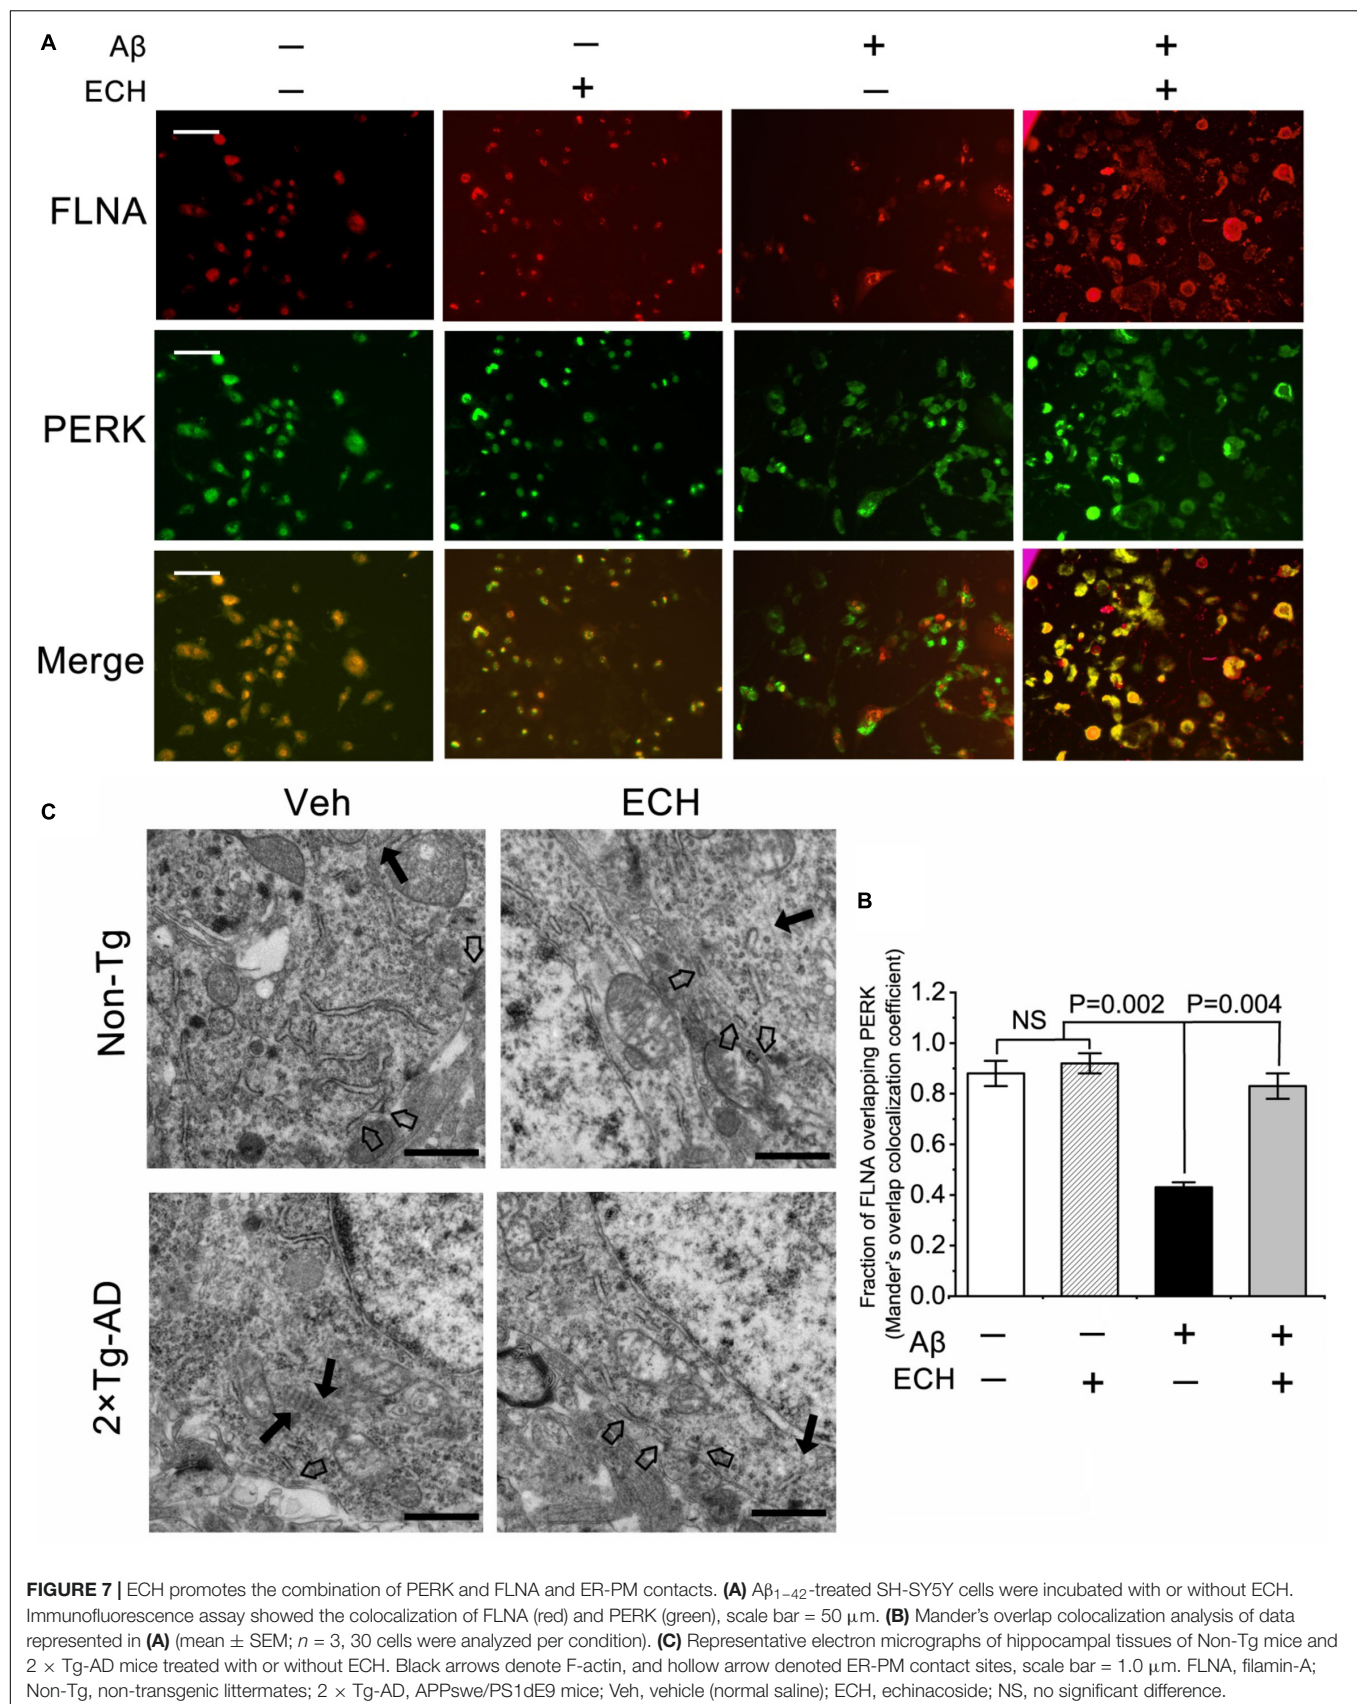 A
Aβ − − + +
ECH − + − +
FLNA
PERK
Merge
C
Veh ECH
Non-Tg
2×Tg-AD
B
Fraction of FLNA overlapping PERK
(Mander's overlap colocalization coefficient)
1.2
1.0
0.8
0.6
0.4
0.2
0.0
NS
P=0.002 P=0.004
Aβ − − + +
ECH − + − +
FIGURE 7 | ECH promotes the combination of PERK and FLNA and ER-PM contacts. (A) Aβ1−42-treated SH-SY5Y cells were incubated with or without ECH.
Immunofluorescence assay showed the colocalization of FLNA (red) and PERK (green), scale bar = 50 μm. (B) Mander's overlap colocalization analysis of data
represented in (A) (mean ± SEM; n = 3, 30 cells were analyzed per condition). (C) Representative electron micrographs of hippocampal tissues of Non-Tg mice and
2 × Tg-AD mice treated with or without ECH. Black arrows denote F-actin, and hollow arrow denoted ER-PM contact sites, scale bar = 1.0 μm. FLNA, filamin-A;
Non-Tg, non-transgenic littermates; 2 × Tg-AD, APPswe/PS1dE9 mice; Veh, vehicle (normal saline); ECH, echinacoside; NS, no significant difference.